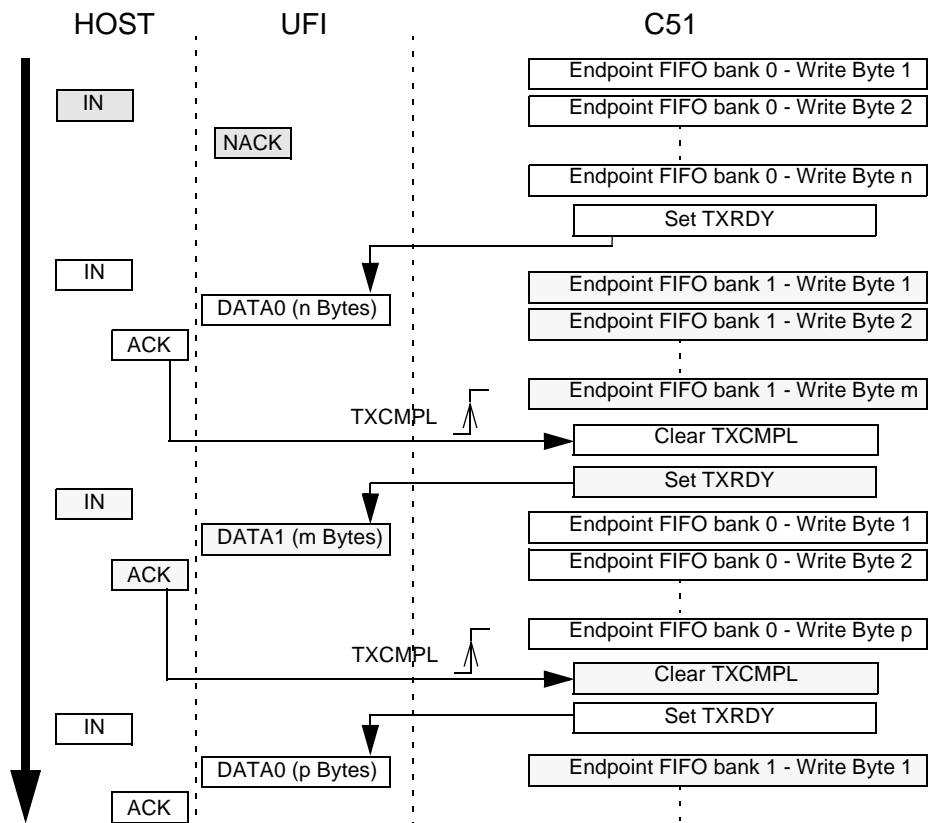 HOST UFI C51
Endpoint FIFO bank 0 - Write Byte 1
IN Endpoint FIFO bank 0 - Write Byte 2
NACK
Endpoint FIFO bank 0 - Write Byte n
Set TXRDY
IN Endpoint FIFO bank 1 - Write Byte 1
DATA0 (n Bytes)
Endpoint FIFO bank 1 - Write Byte 2
ACK
Endpoint FIFO bank 1 - Write Byte m
TXCMPL
Clear TXCMPL
Set TXRDY
IN
DATA1 (m Bytes) Endpoint FIFO bank 0 - Write Byte 1
Endpoint FIFO bank 0 - Write Byte 2
ACK
Endpoint FIFO bank 0 - Write Byte p
TXCMPL
Clear TXCMPL
IN Set TXRDY
DATA0 (p Bytes) Endpoint FIFO bank 1 - Write Byte 1
ACK